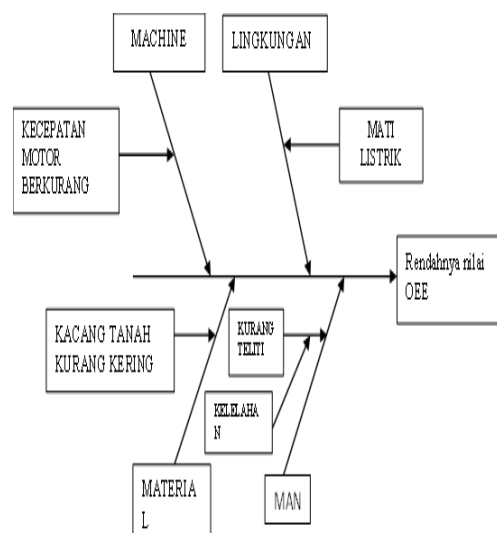 MACHINE
LINGKUNGAN
KECEPATAN
MOTOR
BERKURANG
MATI
LISTRIK
Rendahnya nilai
OEE
KACANG TANAH
KURANG KERING
KURANG
TELITI
KELELAHA
N
MATERIA
L
MAN